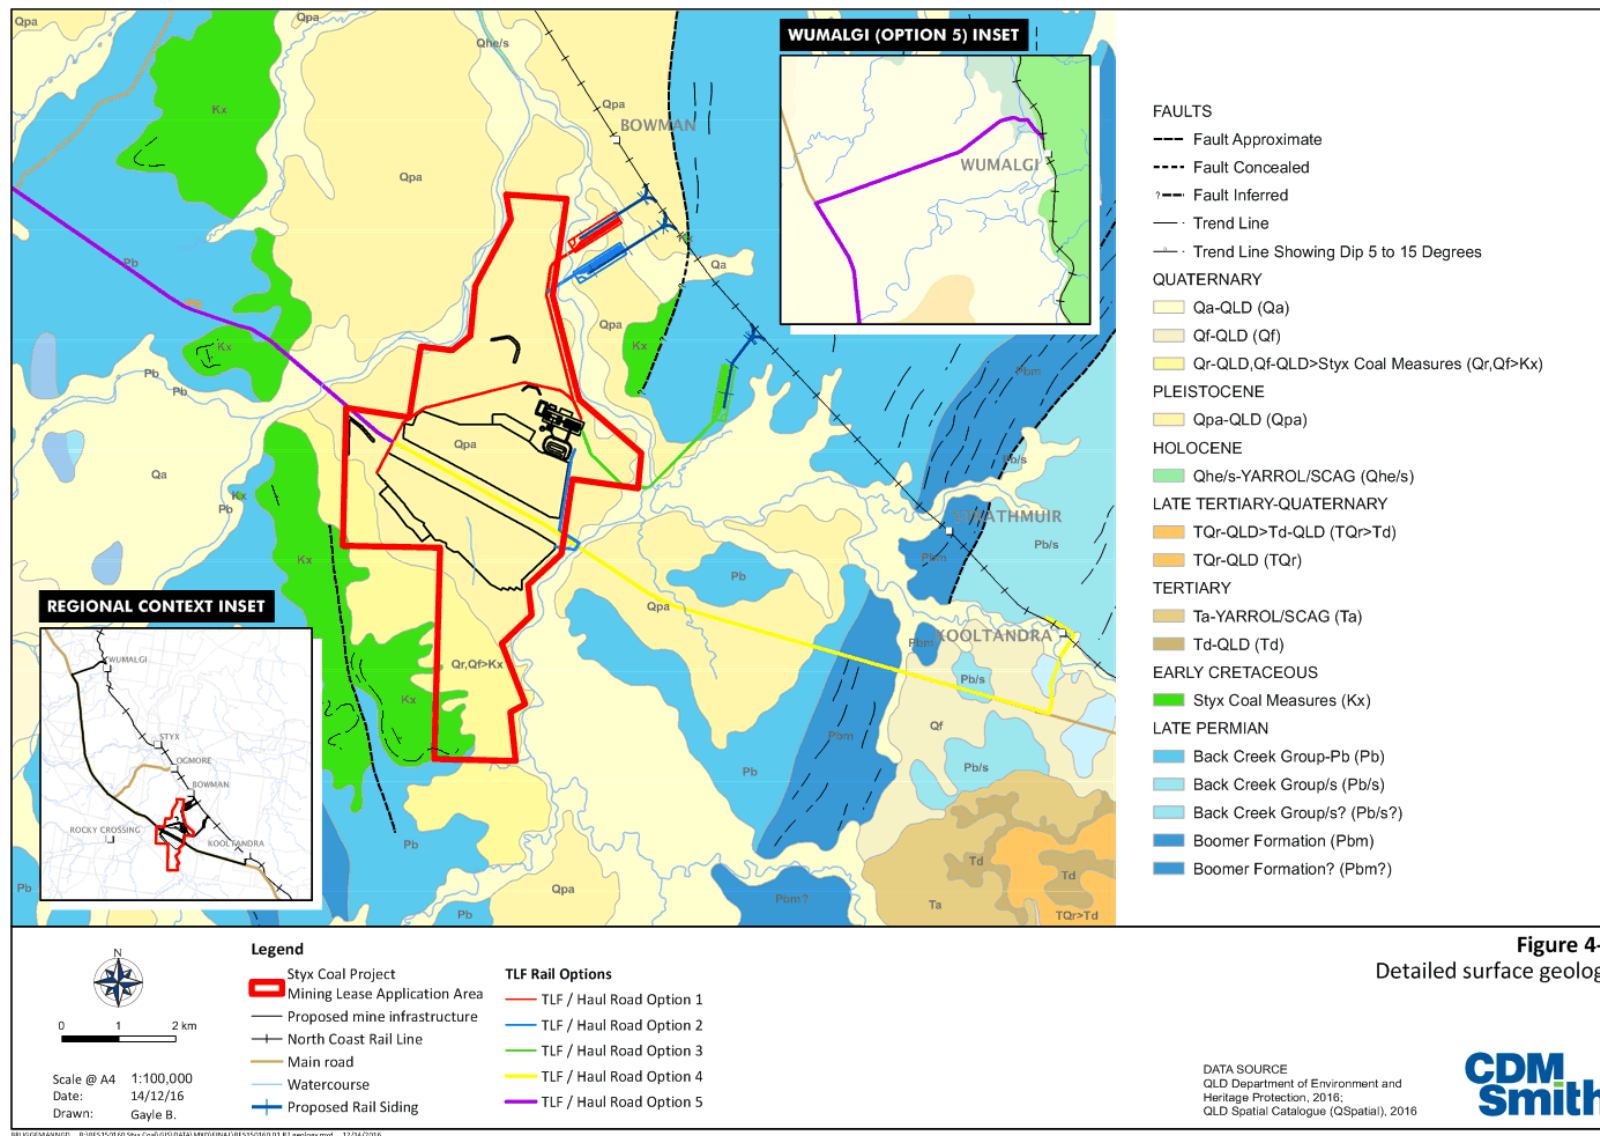 WUMALGI (OPTION 5) INSET
WUMALGI
Qpa
Qpa
Qhe/s
Kx
Qpa
BOWMAN
Qpa
Pb
Kx
Qa
Qpa
Kx
Kx
Pb
Pb
Pbm
Qpa
Qa
Kx
Pb
Pb/s
STRATHMUIR
Pb/s
Pbm
Kx
Pb
Qpa
Pbm
KOOLTANDRA
Qr,Qf>Kx
Pb/s
Kx
Qf
Pbm
Pb
Pb/s
Pb
Td
Td
Pb
Qpa
Pbm?
Ta
TQr>Td
Pb
REGIONAL CONTEXT INSET
WUMALGI
STYX
OGMORE
BOWMAN
ROCKY CROSSING
KOOLTANDRA
FAULTS
Fault Approximate
Fault Concealed
? Fault Inferred
Trend Line
Trend Line Showing Dip 5 to 15 Degrees
QUATERNARY
Qa-QLD (Qa)
Qf-QLD (Qf)
Qr-QLD,Qf-QLD>Styx Coal Measures (Qr,Qf>Kx)
PLEISTOCENE
Qpa-QLD (Qpa)
HOLOCENE
Qhe/s-YARROL/SCAG (Qhe/s)
LATE TERTIARY-QUATERNARY
TQr-QLD>Td-QLD (TQr>Td)
TQr-QLD (TQr)
TERTIARY
Ta-YARROL/SCAG (Ta)
Td-QLD (Td)
EARLY CRETACEOUS
Styx Coal Measures (Kx)
LATE PERMIAN
Back Creek Group-Pb (Pb)
Back Creek Group/s (Pb/s)
Back Creek Group/s? (Pb/s?)
Boomer Formation (Pbm)
Boomer Formation? (Pbm?)
N
0 1 2 km
Scale @ A4 1:100,000
Date: 14/12/16
Drawn: Gayle B.
Legend
Styx Coal Project
Mining Lease Application Area
Proposed mine infrastructure
North Coast Rail Line
Main road
Watercourse
Proposed Rail Siding
TLF Rail Options
TLF / Haul Road Option 1
TLF / Haul Road Option 2
TLF / Haul Road Option 3
TLF / Haul Road Option 4
TLF / Haul Road Option 5
Figure 4-
Detailed surface geolog
DATA SOURCE
QLD Department of Environment and
Heritage Protection, 2016;
QLD Spatial Catalogue (QSpatial), 2016
CDM
Smith